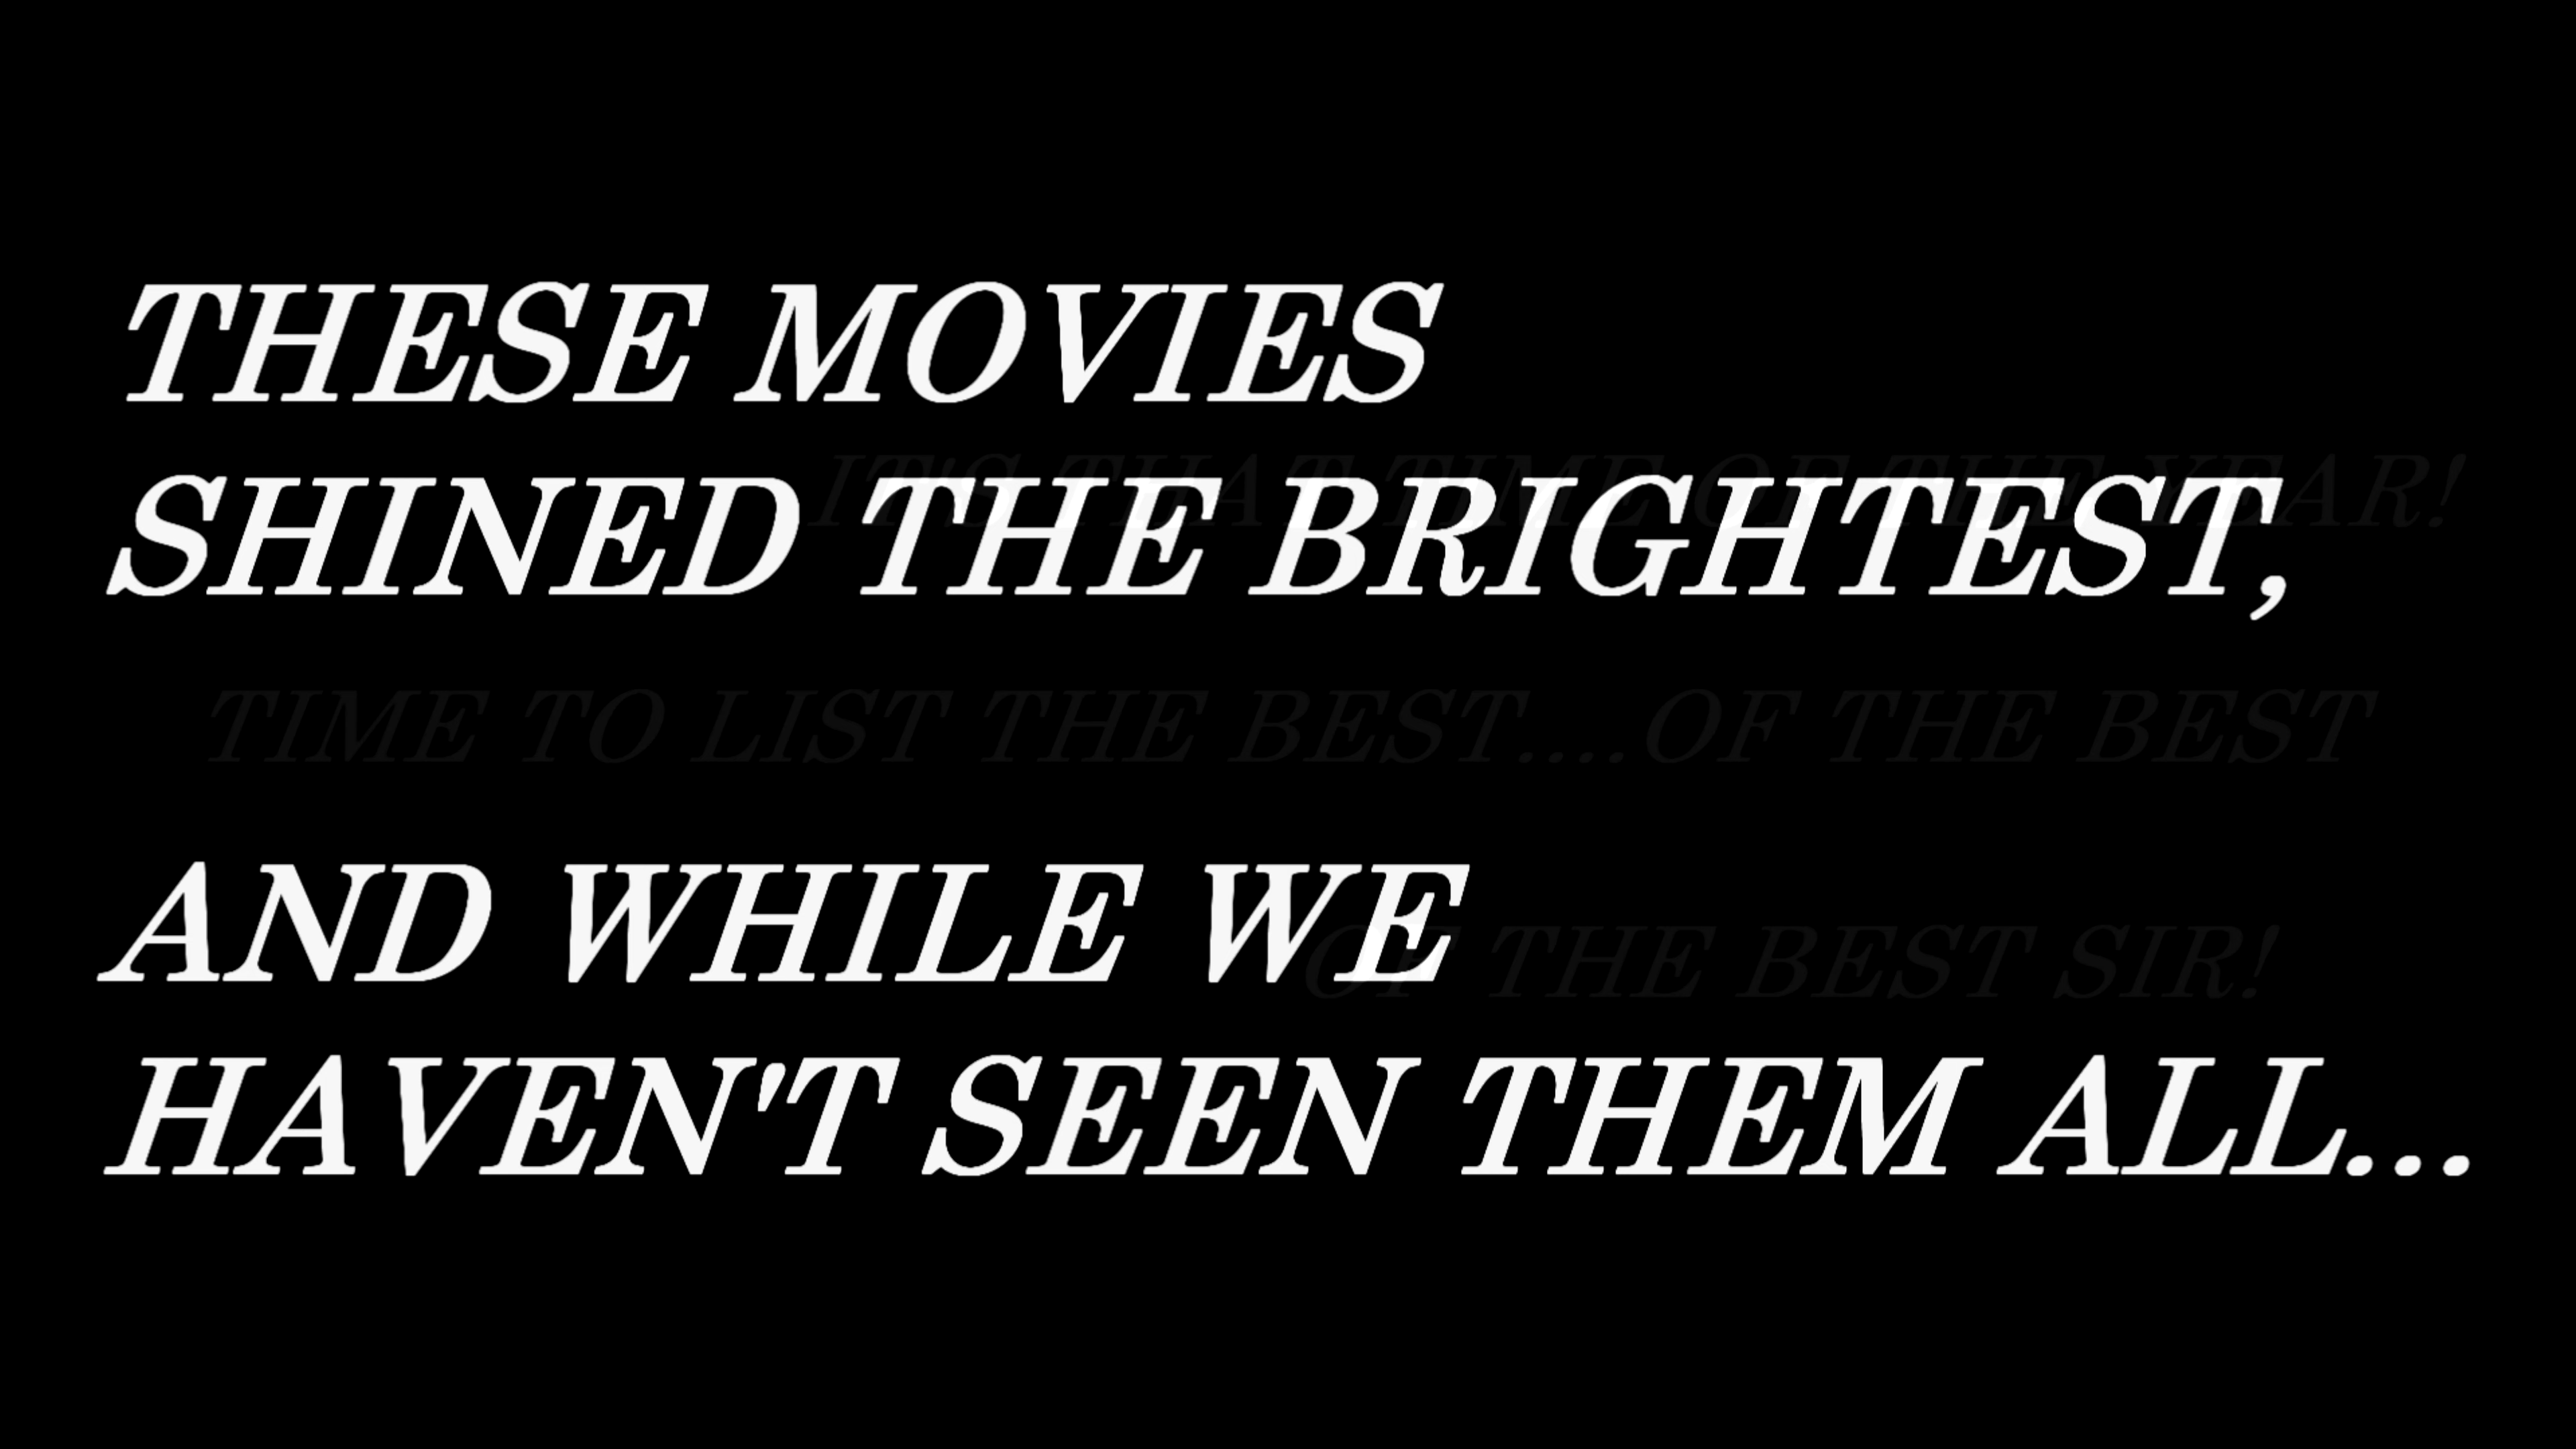 THESE MOVIES
IT'S THAT TIME OF THE YEAR!
SHINED THE BRIGHTEST,
TIME TO LIST THE BEST....OF THE BEST
AND WHILE WE
OF THE BEST SIR!
HAVEN'T SEEN THEM ALL...